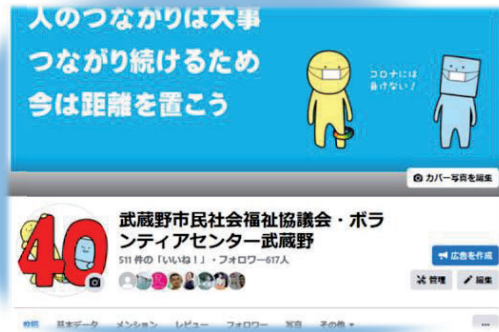 人のつながりは大事
つながり続けるため
今は距離を置こう
コロナには
負けない！
カバー写真を編集
40
武蔵野市民社会福祉協議会・ボラ
ンティアセンター武蔵野
511 件の「いいね！」・フォロワー617人
広告を作成
管理
編集
投稿 基本データ メンション レビュー フォロワー 写真 その他